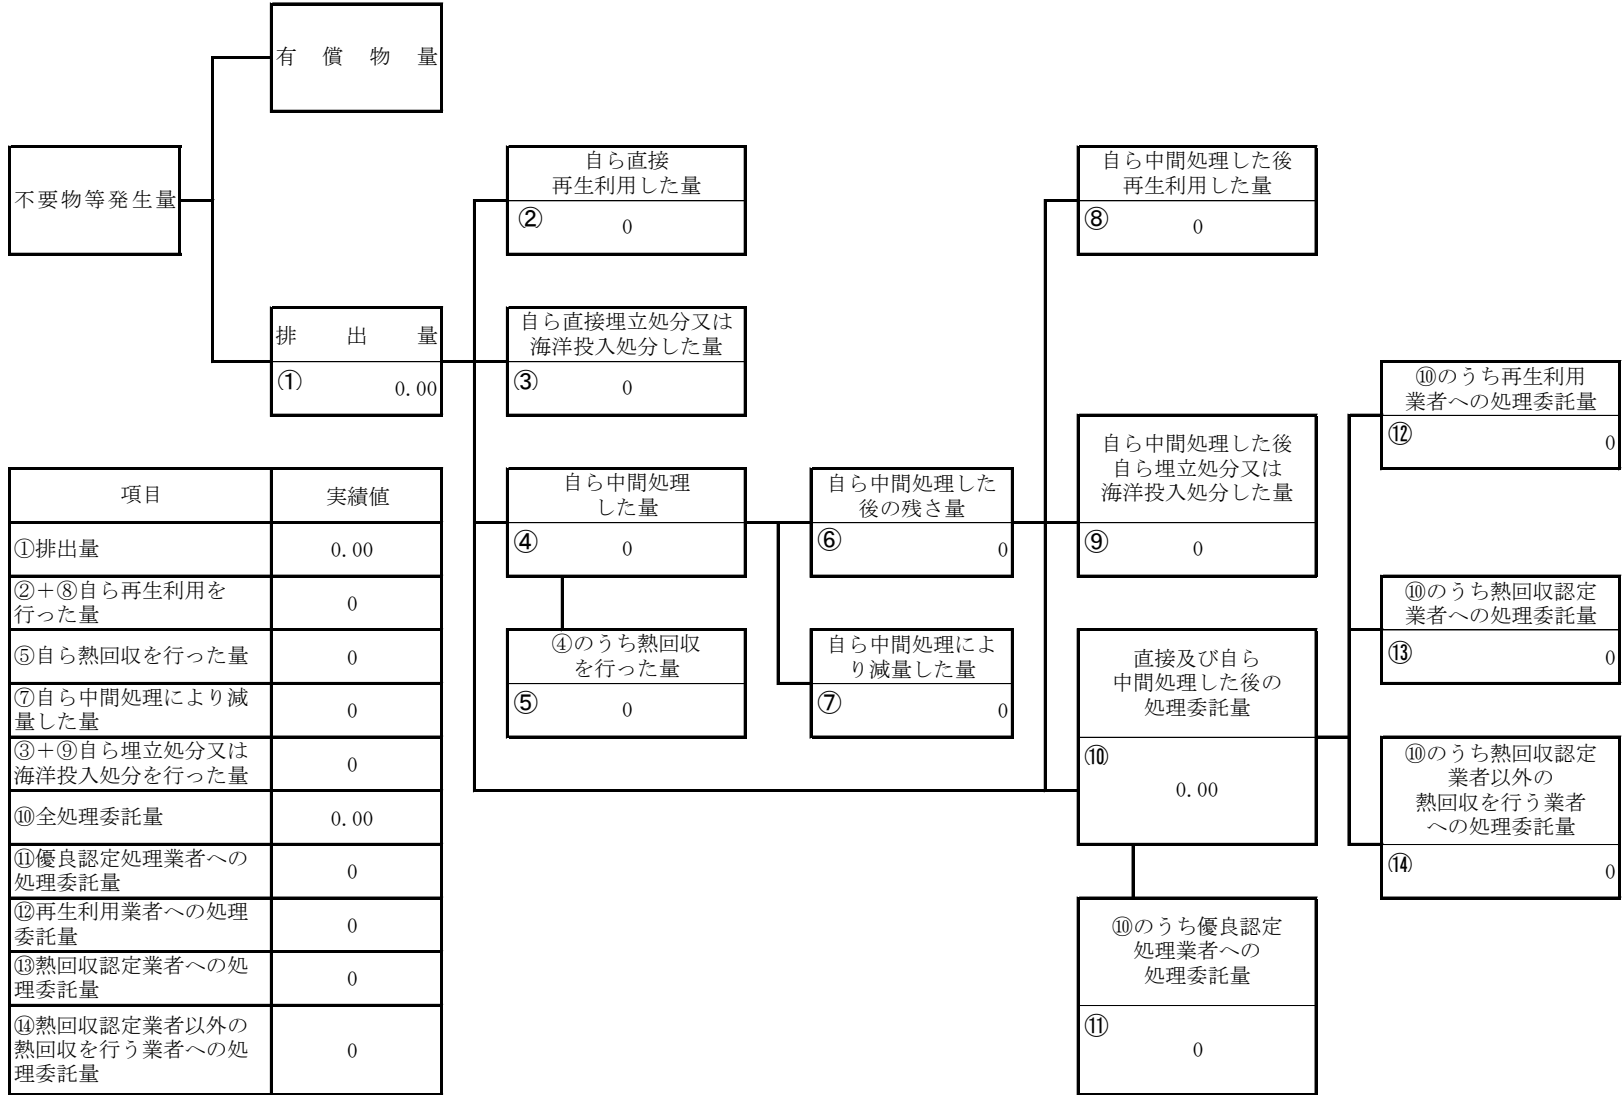 有償物量
不要物等発生量
排出量
① 0.00
自ら直接
再生利用した量
② 0
自ら直接埋立処分又は
海洋投入処分した量
③ 0
自ら中間処理
した量
④ 0
④のうち熱回収
を行った量
⑤ 0
自ら中間処理した
後の残さ量
⑥ 0
自ら中間処理によ
り減量した量
⑦ 0
自ら中間処理した後
再生利用した量
⑧ 0
自ら中間処理した後
自ら埋立処分又は
海洋投入処分した量
⑨ 0
直接及び自ら
中間処理した後の
処理委託量
⑩
0.00
⑩のうち優良認定
処理業者への
処理委託量
⑪
0
⑩のうち再生利用
業者への処理委託量
⑫ 0
⑩のうち熱回収認定
業者への処理委託量
⑬ 0
⑩のうち熱回収認定
業者以外の
熱回収を行う業者
への処理委託量
⑭ 0
項目 実績値
①排出量 0.00
②+⑧自ら再生利用を
行った量 0
⑤自ら熱回収を行った量 0
⑦自ら中間処理により減
量した量 0
③+⑨自ら埋立処分又は
海洋投入処分を行った量 0
⑩全処理委託量 0.00
⑪優良認定処理業者への
処理委託量 0
⑫再生利用業者への処理
委託量 0
⑬熱回収認定業者への処
理委託量 0
⑭熱回収認定業者以外の
熱回収を行う業者への処
理委託量 0